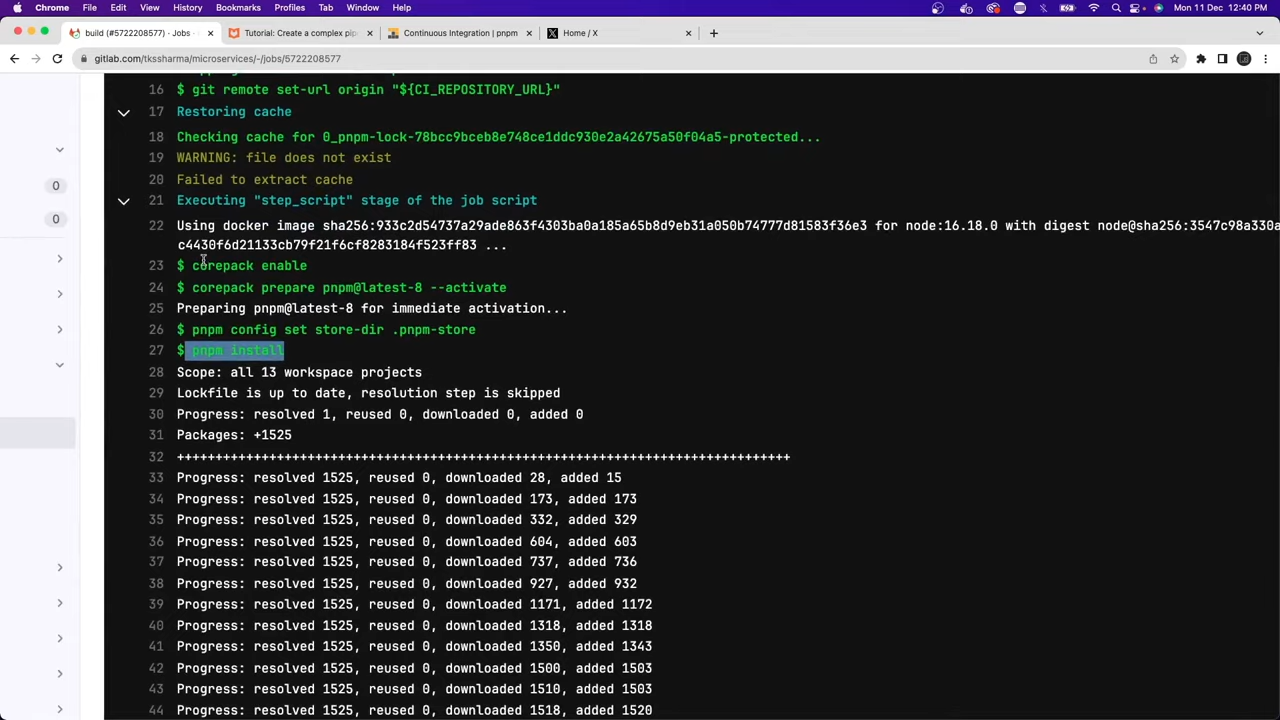 Chrome File Edit View History Bookmarks Profiles Tab Window Help Mon 11 Dec 12:40 PM
build (#5722208577) · Jobs · Tutorial: Create a complex pip Continuous Integration | pnpm Home / X
gitlab.com/tkssharma/microservices/-/jobs/5722208577
16 $ git remote set-url origin "${CI_REPOSITORY_URL}"
17 Restoring cache
18 Checking cache for 0_pnpm-lock-78bcc9bceb8e748ce1ddc930e2a42675a50f04a5-protected...
19 WARNING: file does not exist
0
20 Failed to extract cache
21 Executing "step_script" stage of the job script
0
22 Using docker image sha256:933c2d54737a29ade863f4303ba0a185a65b8d9eb31a050b74777d81583f36e3 for node:16.18.0 with digest node@sha256:3547c98a330a
c4430f6d21133cb79f21f6cf8283184f523ff83 ...
23 $ corepack enable
24 $ corepack prepare pnpm@latest-8 --activate
25 Preparing pnpm@latest-8 for immediate activation...
26 $ pnpm config set store-dir .pnpm-store
27 $ pnpm install
28 Scope: all 13 workspace projects
29 Lockfile is up to date, resolution step is skipped
30 Progress: resolved 1, reused 0, downloaded 0, added 0
31 Packages: +1525
32 ++++++++++++++++++++++++++++++++++++++++++++++++++++++++++++++++++++++++++++++++
33 Progress: resolved 1525, reused 0, downloaded 28, added 15
34 Progress: resolved 1525, reused 0, downloaded 173, added 173
35 Progress: resolved 1525, reused 0, downloaded 332, added 329
36 Progress: resolved 1525, reused 0, downloaded 604, added 603
37 Progress: resolved 1525, reused 0, downloaded 737, added 736
38 Progress: resolved 1525, reused 0, downloaded 927, added 932
39 Progress: resolved 1525, reused 0, downloaded 1171, added 1172
40 Progress: resolved 1525, reused 0, downloaded 1318, added 1318
41 Progress: resolved 1525, reused 0, downloaded 1350, added 1343
42 Progress: resolved 1525, reused 0, downloaded 1500, added 1503
43 Progress: resolved 1525, reused 0, downloaded 1510, added 1503
44 Progress: resolved 1525, reused 0, downloaded 1518, added 1520